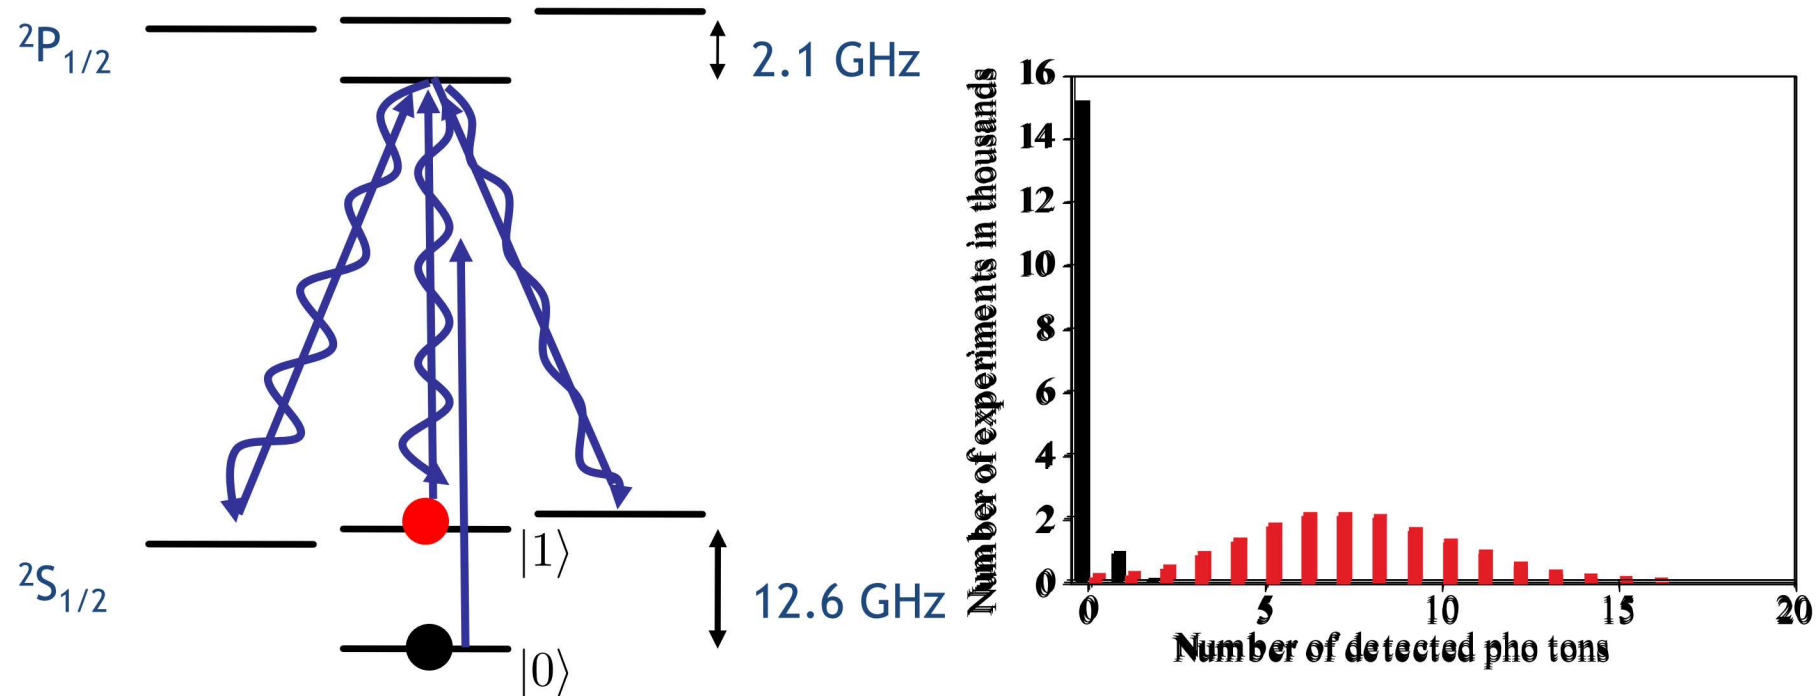 ²P₁/₂
2.1 GHz
|1⟩
²S₁/₂
12.6 GHz
|0⟩
Number of experiments in thousands
16
14
12
10
8
6
4
2
0
0 5 10 15 20
Number of detected pho tons